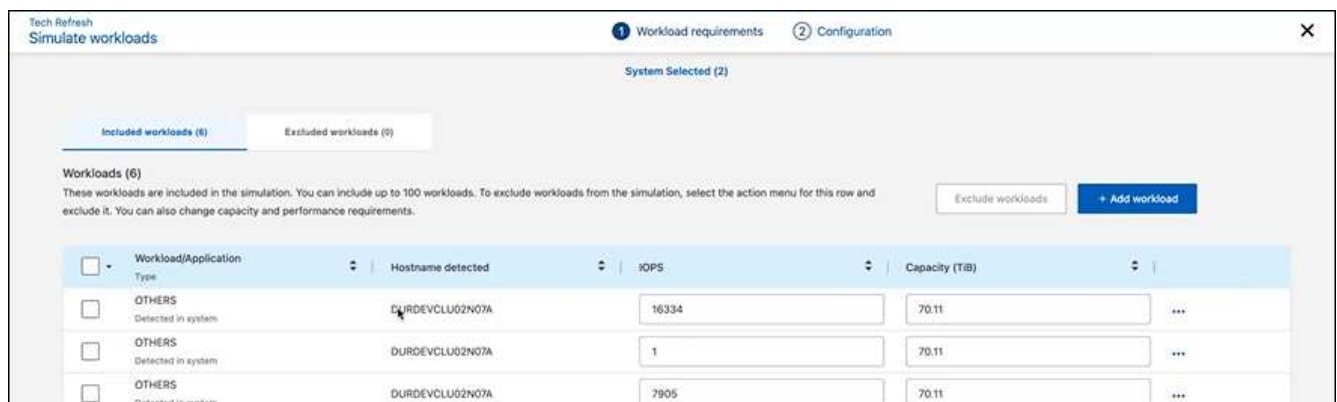 Tech Refresh
Simulate workloads
1 Workload requirements
2 Configuration
System Selected (2)
Included workloads (6)
Excluded workloads (0)
Workloads (6)
These workloads are included in the simulation. You can include up to 100 workloads. To exclude workloads from the simulation, select the action menu for this row and
exclude it. You can also change capacity and performance requirements.
Exclude workloads
+ Add workload
Workload/Application
Type
Hostname detected
IOPS
Capacity (TiB)
OTHERS
Detected in system
DURDEVCLU02N07A
16334
70.11
OTHERS
Detected in system
DURDEVCLU02N07A
1
70.11
OTHERS
Detected in system
DURDEVCLU02N07A
7905
70.11